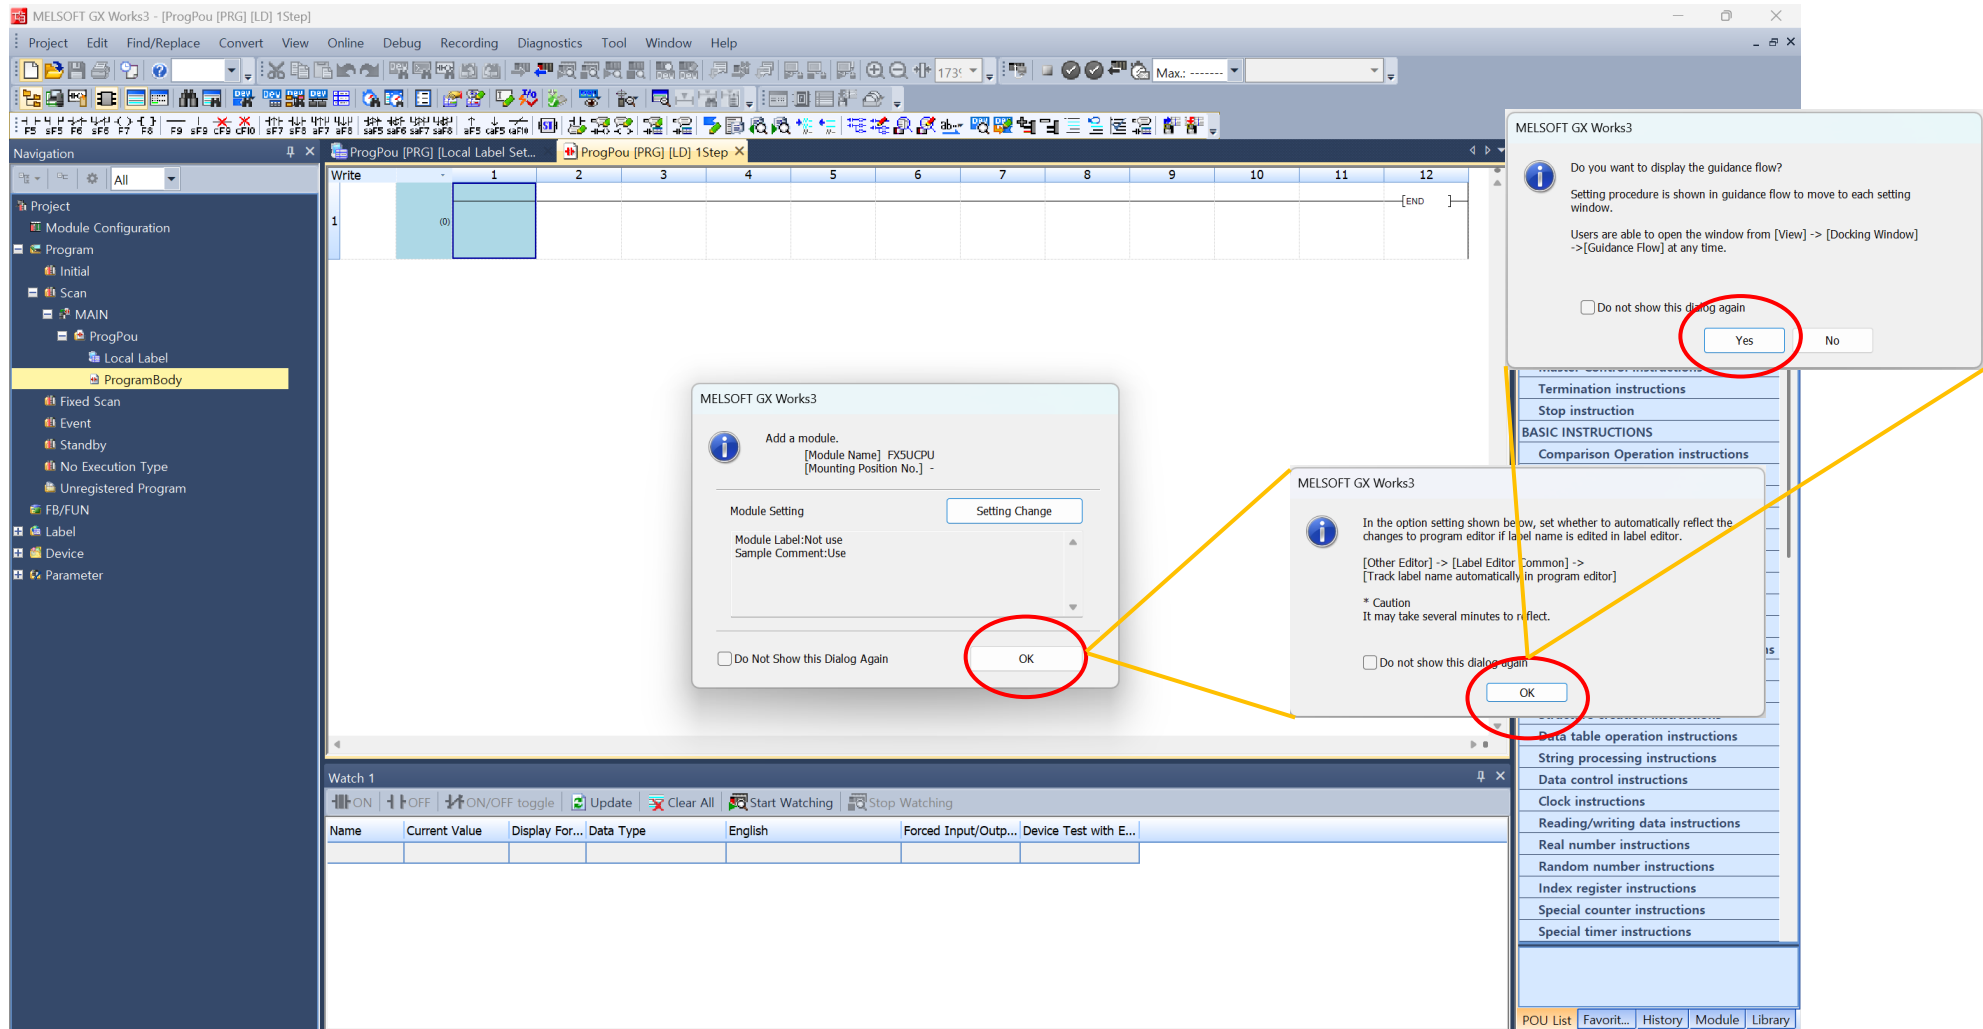 MELSOFT GX Works3 - [ProgPou [PRG] [LD] 1Step]
Project Edit Find/Replace Convert View Online Debug Recording Diagnostics Tool Window Help
Max.: -------
Navigation
All
Project
Module Configuration
Program
Initial
Scan
MAIN
ProgPou
Local Label
ProgramBody
Fixed Scan
Event
Standby
No Execution Type
Unregistered Program
FB/FUN
Label
Device
Parameter
ProgPou [PRG] [Local Label Set...
ProgPou [PRG] [LD] 1Step
Write - 1 2 3 4 5 6 7 8 9 10 11 12
1 (0) [END ]
MELSOFT GX Works3
Add a module.
[Module Name] FX5UCPU
[Mounting Position No.] -
Module Setting
Setting Change
Module Label:Not use
Sample Comment:Use
Do Not Show this Dialog Again
OK
MELSOFT GX Works3
In the option setting shown below, set whether to automatically reflect the
changes to program editor if label name is edited in label editor.
[Other Editor] -> [Label Editor Common] ->
[Track label name automatically in program editor]
* Caution
It may take several minutes to reflect.
Do not show this dialog again
OK
MELSOFT GX Works3
Do you want to display the guidance flow?
Setting procedure is shown in guidance flow to move to each setting
window.
Users are able to open the window from [View] -> [Docking Window]
->[Guidance Flow] at any time.
Do not show this dialog again
Yes
No
Termination instructions
Stop instruction
BASIC INSTRUCTIONS
Comparison Operation instructions
Data table operation instructions
String processing instructions
Data control instructions
Clock instructions
Reading/writing data instructions
Real number instructions
Random number instructions
Index register instructions
Special counter instructions
Special timer instructions
POU List Favorit... History Module Library
Watch 1
ON OFF ON/OFF toggle Update Clear All Start Watching Stop Watching
Name Current Value Display For... Data Type English Forced Input/Outp... Device Test with E...